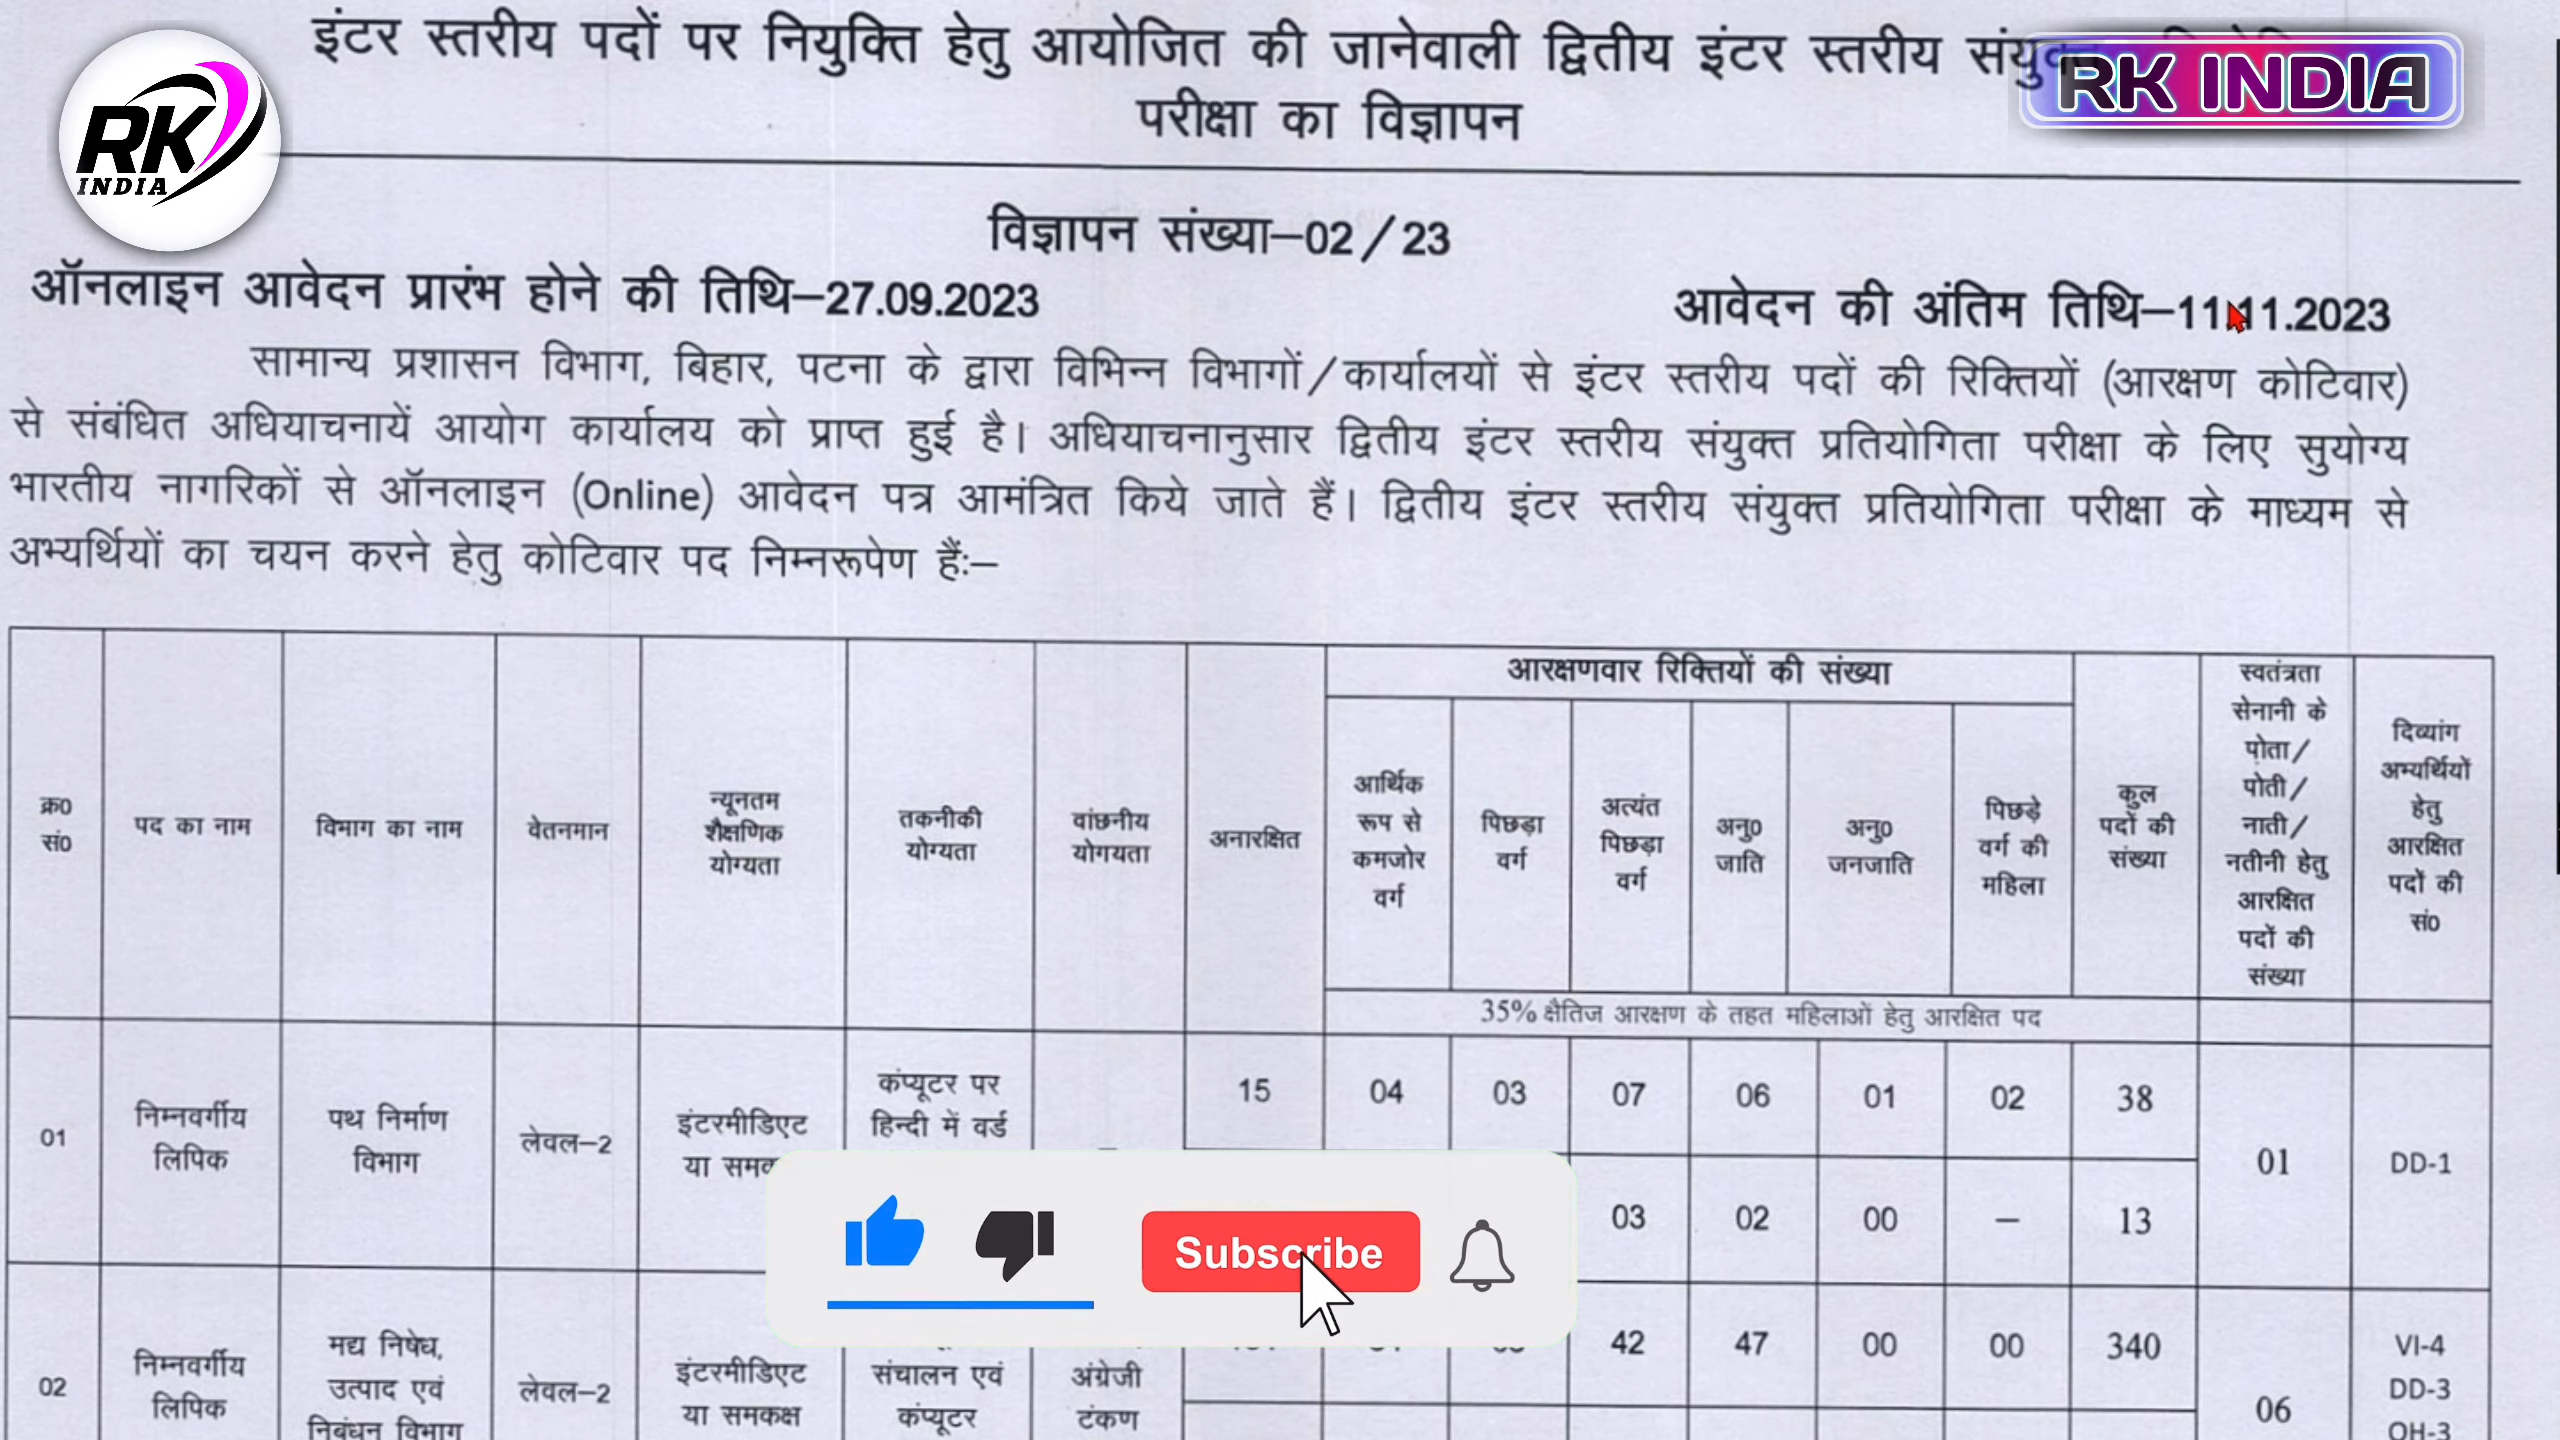 इंटर स्तरीय पदों पर नियुक्ति हेतु आयोजित की जानेवाली द्वितीय इंटर स्तरीय संयुक्त
परीक्षा का विज्ञापन
RK
INDIA
RK INDIA
विज्ञापन संख्या–02/23
ऑनलाइन आवेदन प्रारंभ होने की तिथि–27.09.2023
आवेदन की अंतिम तिथि–11.11.2023
सामान्य प्रशासन विभाग, बिहार, पटना के द्वारा विभिन्न विभागों/कार्यालयों से इंटर स्तरीय पदों की रिक्तियों (आरक्षण कोटिवार)
से संबंधित अधियाचनायें आयोग कार्यालय को प्राप्त हुई है। अधियाचनानुसार द्वितीय इंटर स्तरीय संयुक्त प्रतियोगिता परीक्षा के लिए सुयोग्य
भारतीय नागरिकों से ऑनलाइन (Online) आवेदन पत्र आमंत्रित किये जाते हैं। द्वितीय इंटर स्तरीय संयुक्त प्रतियोगिता परीक्षा के माध्यम से
अभ्यर्थियों का चयन करने हेतु कोटिवार पद निम्नरूपेण हैं:–
क्र0
सं0
पद का नाम
विभाग का नाम
वेतनमान
न्यूनतम
शैक्षणिक
योग्यता
तकनीकी
योग्यता
वांछनीय
योगयता
अनारक्षित
आरक्षणवार रिक्तियों की संख्या
आर्थिक
रूप से
कमजोर
वर्ग
पिछड़ा
वर्ग
अत्यंत
पिछड़ा
वर्ग
अनु0
जाति
अनु0
जनजाति
पिछड़े
वर्ग की
महिला
कुल
पदों की
संख्या
स्वतंत्रता
सेनानी के
पोता/
पोती/
नाती/
नतीनी हेतु
आरक्षित
पदों की
संख्या
दिव्यांग
अभ्यर्थियों
हेतु
आरक्षित
पदों की
सं0
35% क्षैतिज आरक्षण के तहत महिलाओं हेतु आरक्षित पद
01
निम्नवर्गीय
लिपिक
पथ निर्माण
विभाग
लेवल–2
इंटरमीडिएट
या
कंप्यूटर पर
हिन्दी में वर्ड
–
15 04 03 07 06 01 02 38
03 02 00 – 13
01
DD-1
Subscribe
02
निम्नवर्गीय
लिपिक
मद्य निषेध,
उत्पाद एवं
निबंधन विभाग
लेवल–2
इंटरमीडिएट
या समकक्ष
संचालन एवं
कंप्यूटर
अंग्रेजी
टंकण
42 47 00 00 340
06
VI-4
DD-3
OH-3